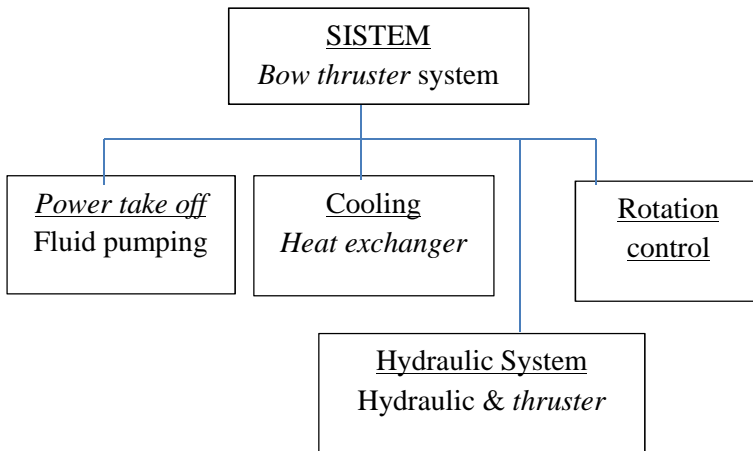 SISTEM
Bow thruster system
Power take off
Fluid pumping
Cooling
Heat exchanger
Rotation
control
Hydraulic System
Hydraulic & thruster